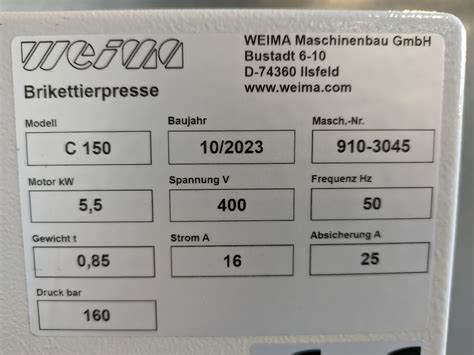 weima
WEIMA Maschinenbau GmbH
Bustadt 6-10
D-74360 Ilsfeld
www.weima.com
Brikettierpresse
Modell Baujahr Masch.-Nr.
C 150 10/2023 910-3045
Motor kW Spannung V Frequenz Hz
5,5 400 50
Gewicht t Strom A Absicherung A
0,85 16 25
Druck bar
160